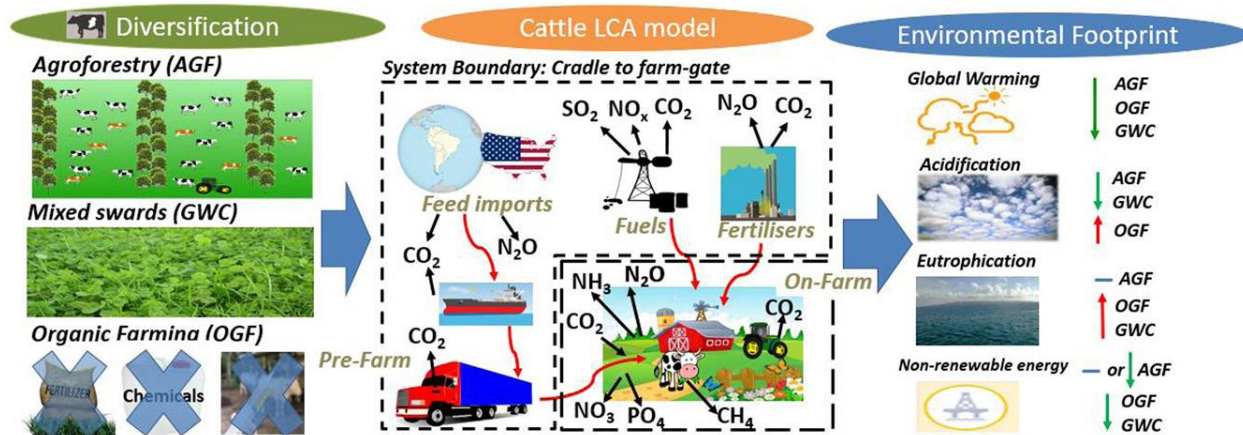 Diversification
Agroforestry (AGF)
Mixed swards (GWC)
Organic Farming (OGF)
FERTILIZER
Chemicals
Cattle LCA model
System Boundary: Cradle to farm-gate
SO₂
NOₓ
CO₂
N₂O
CO₂
Feed imports
Fuels
Fertilisers
CO₂
N₂O
Pre-Farm
CO₂
On-Farm
NH₃
N₂O
CO₂
CO₂
NO₃
PO₄
CH₄
Environmental Footprint
Global Warming
AGF
OGF
GWC
Acidification
AGF
GWC
OGF
Eutrophication
– AGF
OGF
GWC
Non-renewable energy
– or AGF
OGF
GWC